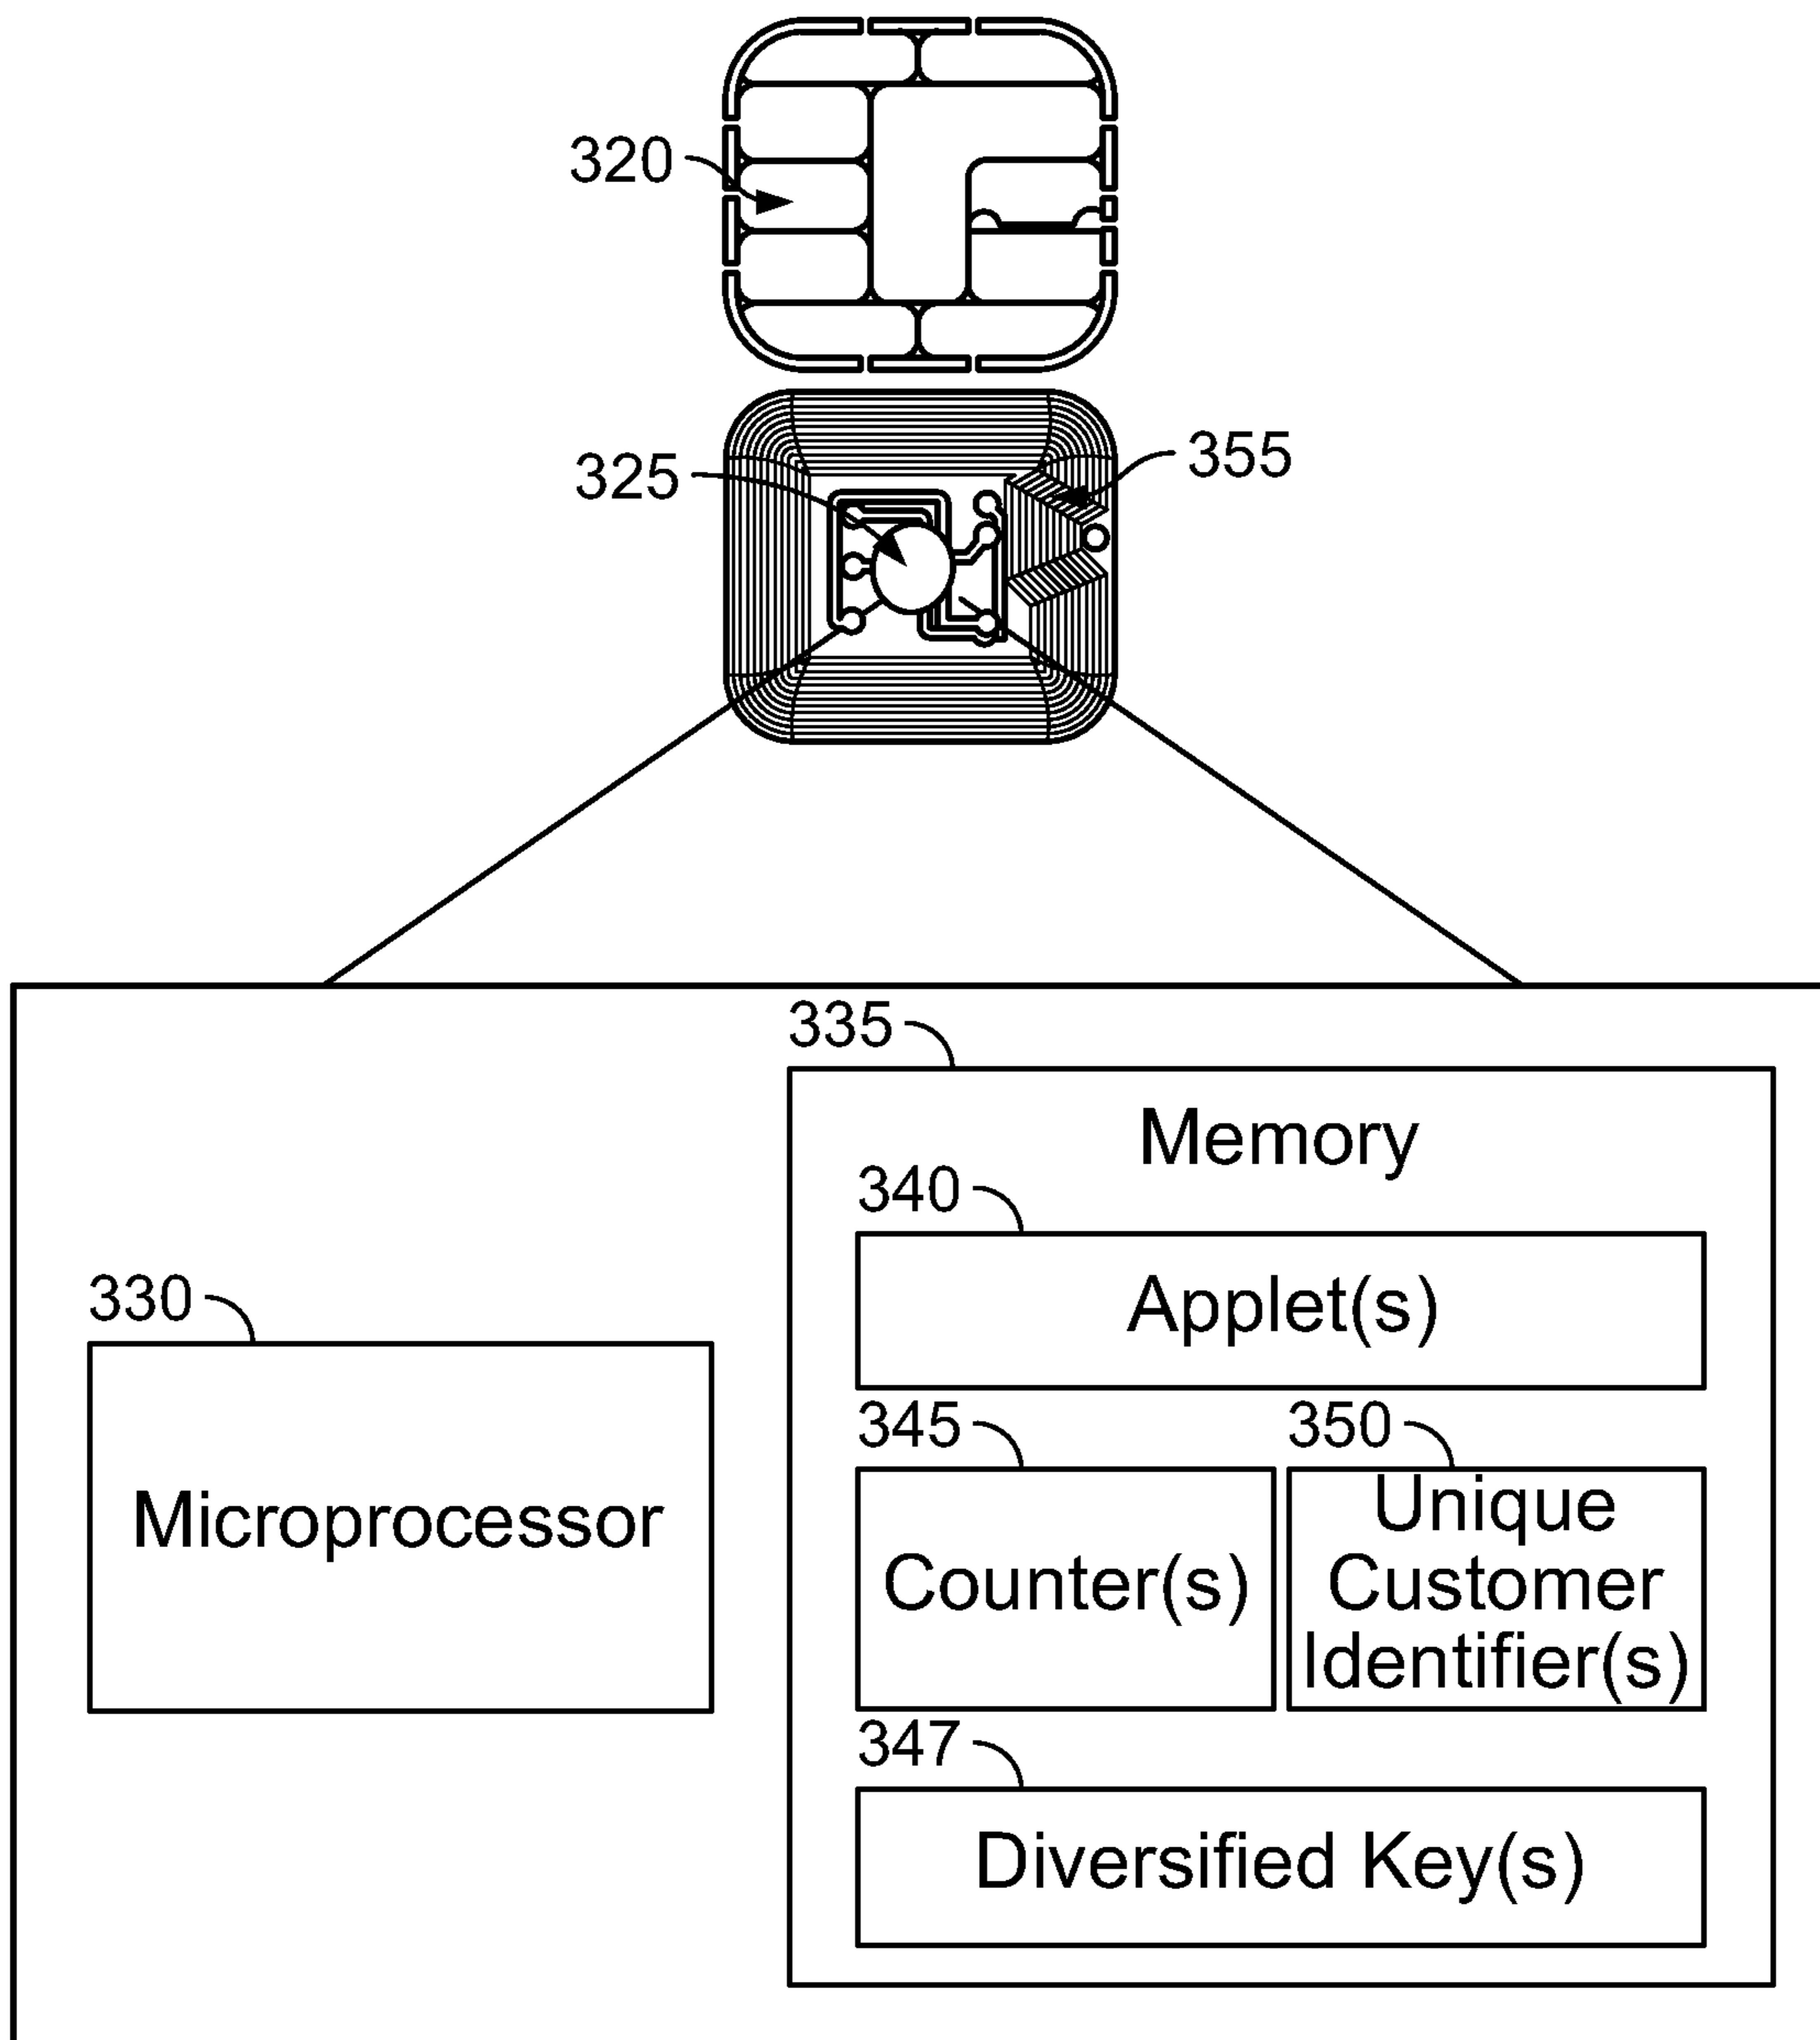 320
325
355
335
Memory
340
Applet(s)
330
Microprocessor
345
350
Counter(s)
Unique
Customer
Identifier(s)
347
Diversified Key(s)